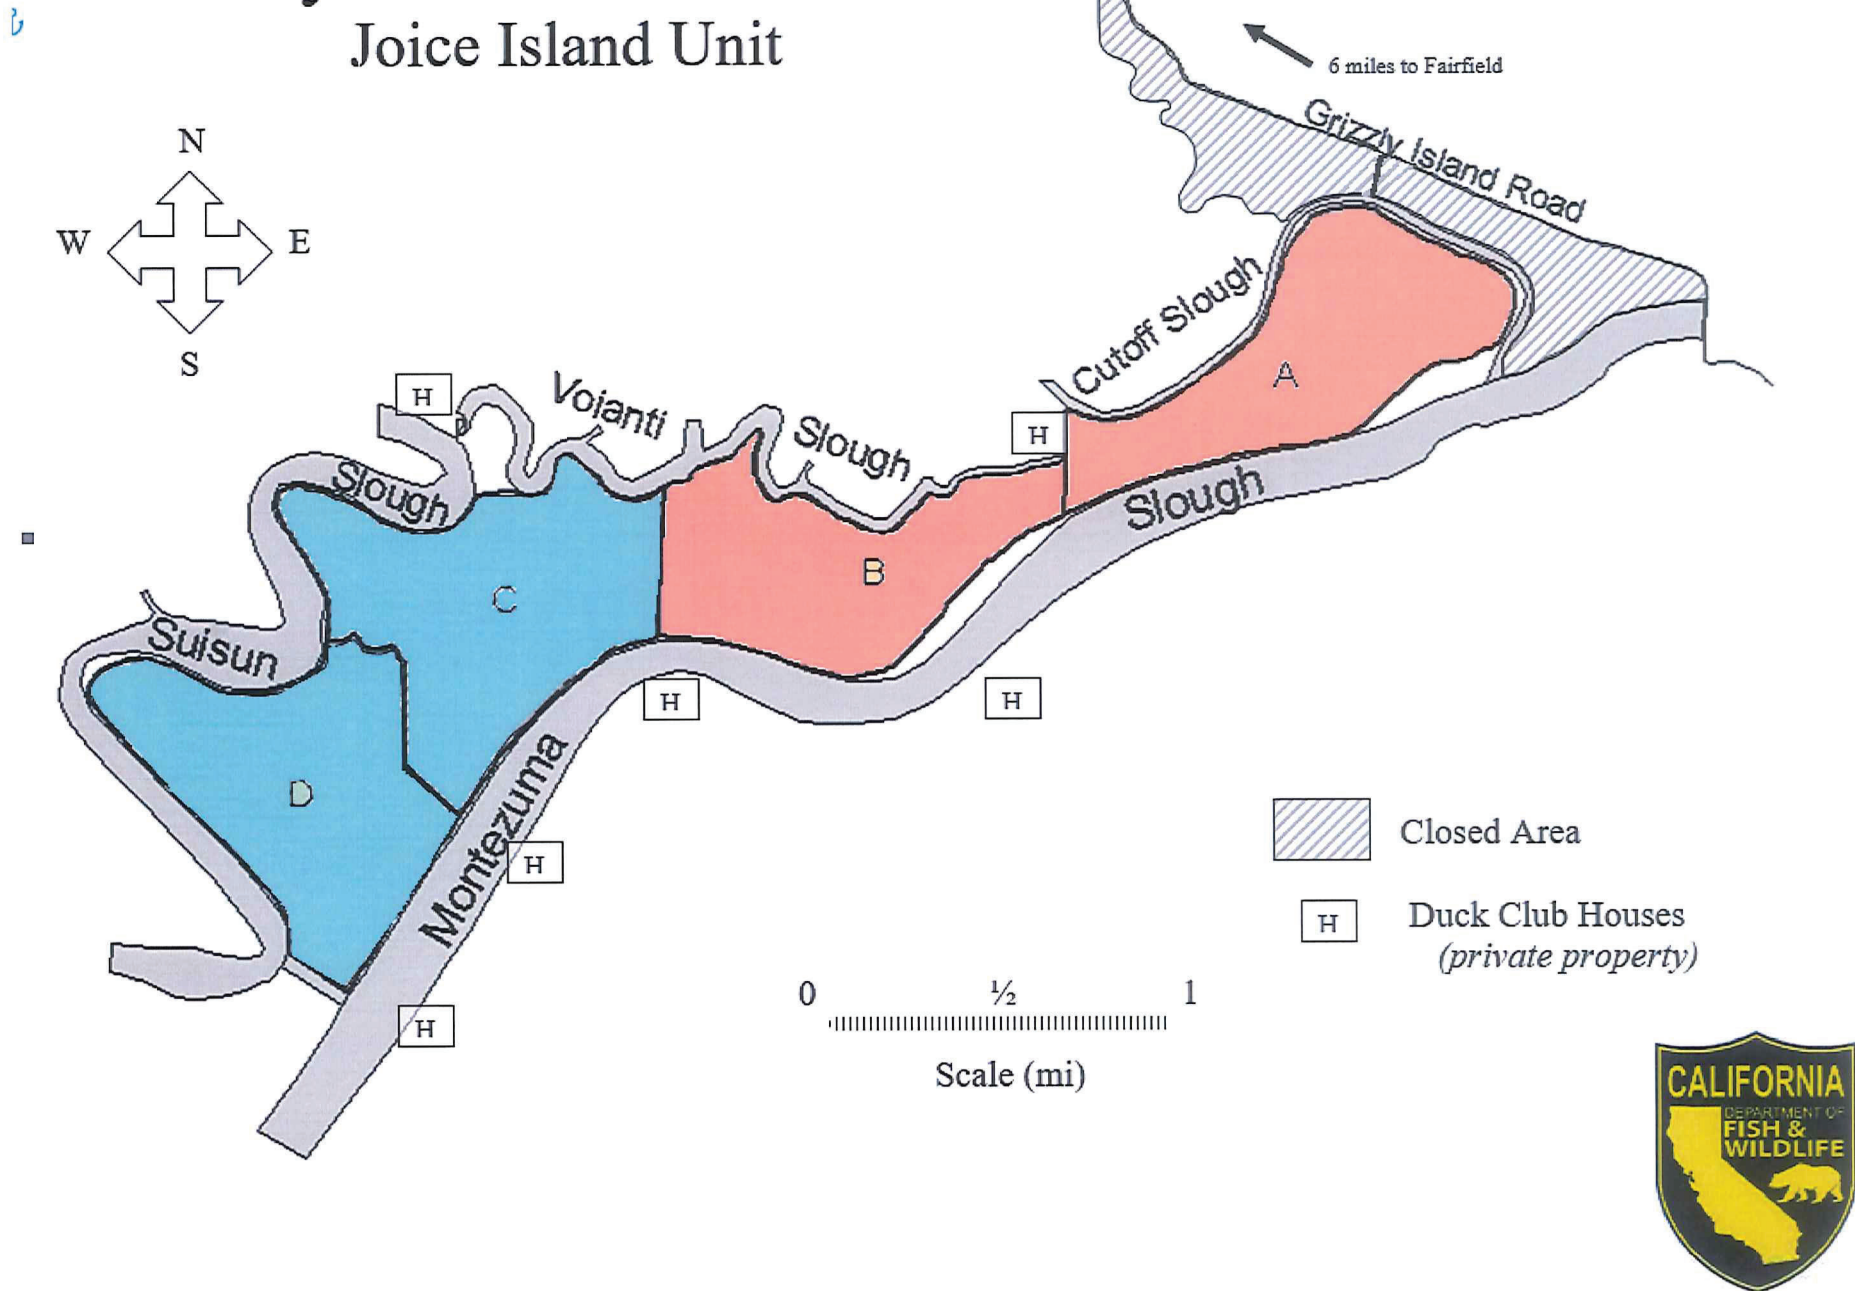 Joice Island Unit
6 miles to Fairfield
Grizzly Island Road
N
W
E
S
Cutoff Slough
A
H
Voianti
Slough
H
H
Slough
Slough
B
C
Suisun
H
H
D
Montezuma
H
H
Closed Area
H
Duck Club Houses
(private property)
0
½
1
Scale (mi)
CALIFORNIA
DEPARTMENT OF
FISH &
WILDLIFE